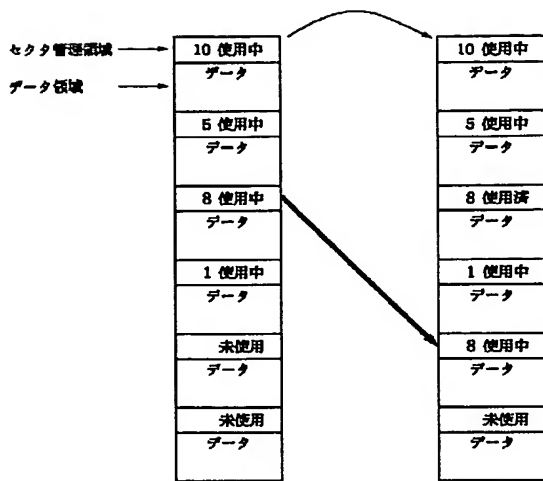 セクタ管理領域
データ領域
10 使用中
データ
5 使用中
データ
8 使用中
データ
1 使用中
データ
未使用
データ
未使用
データ
10 使用中
データ
5 使用中
データ
8 使用済
データ
1 使用中
データ
8 使用中
データ
未使用
データ